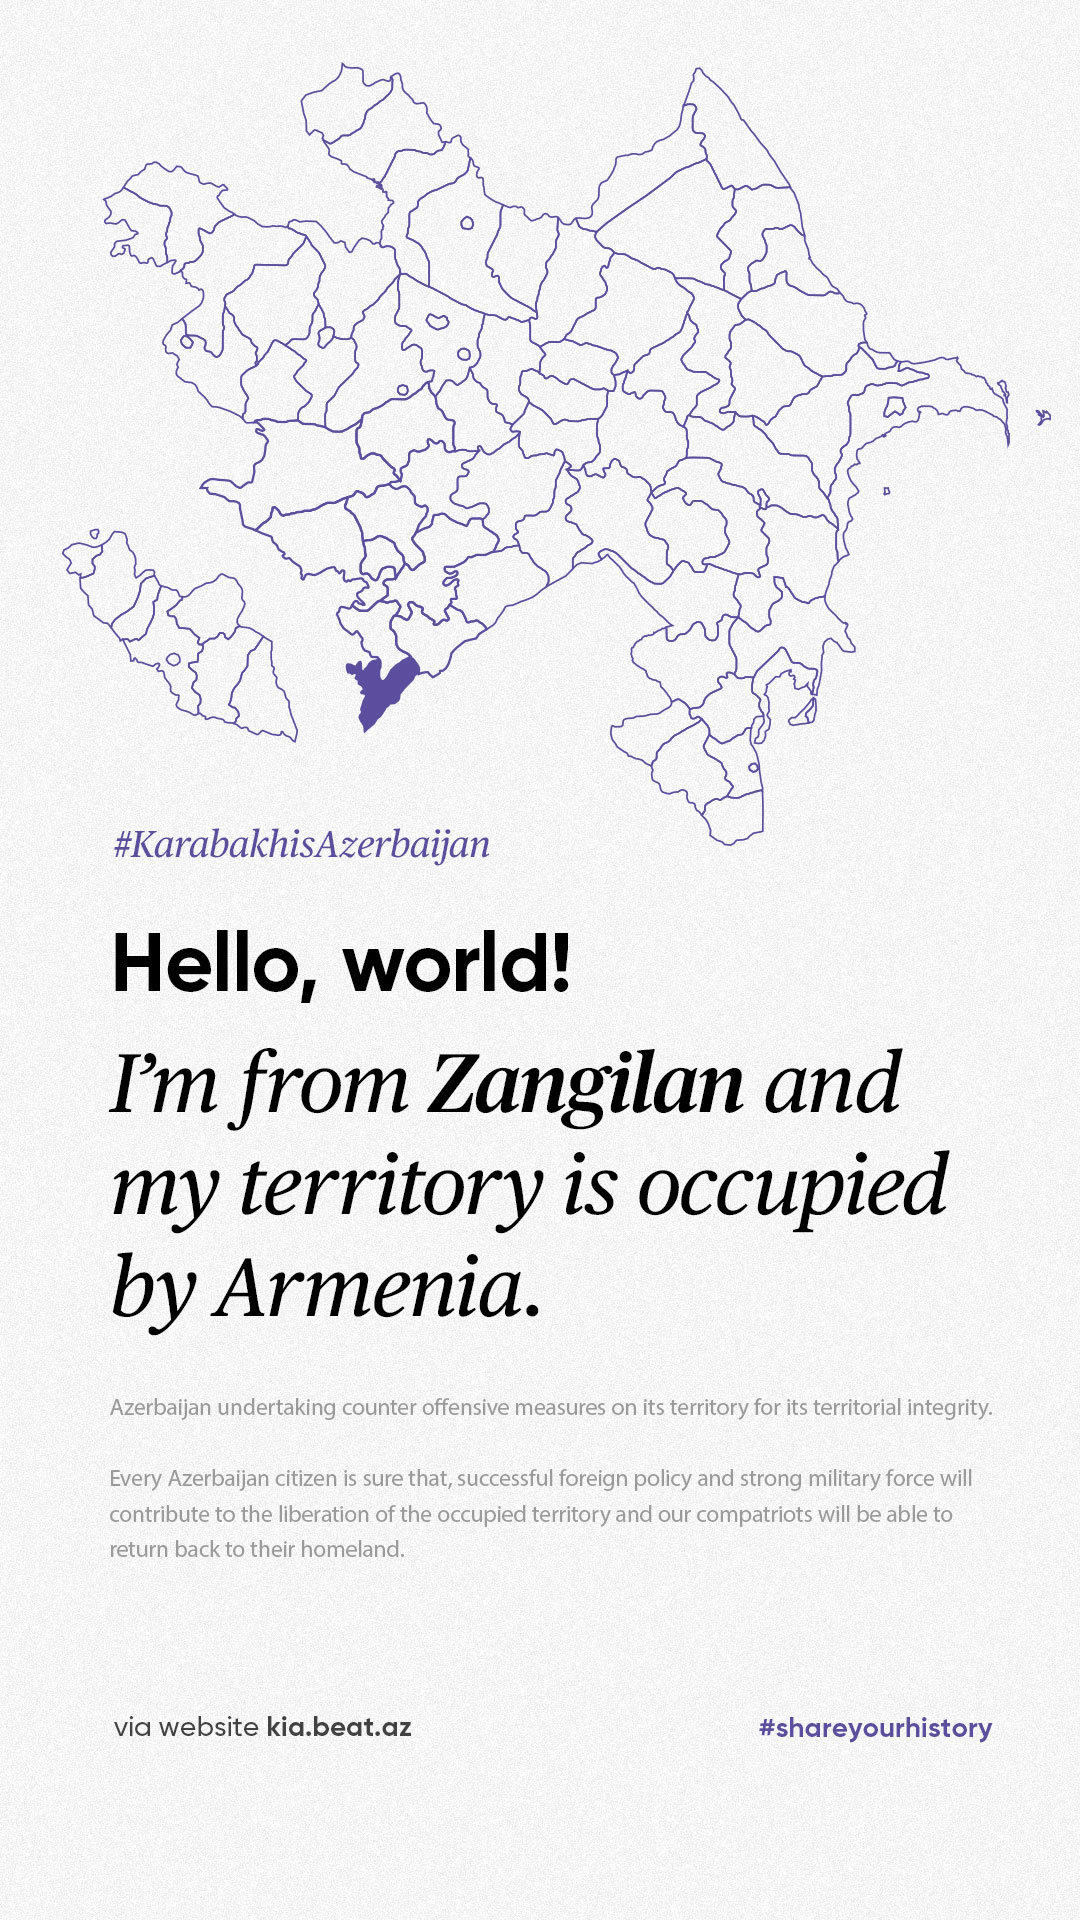 #KarabakhisAzerbaijan
Hello, world!
I’m from Zangilan and
my territory is occupied
by Armenia.
Azerbaijan undertaking counter offensive measures on its territory for its territorial integrity.
Every Azerbaijan citizen is sure that, successful foreign policy and strong military force will
contribute to the liberation of the occupied territory and our compatriots will be able to
return back to their homeland.
via website kia.beat.az
#shareyourhistory